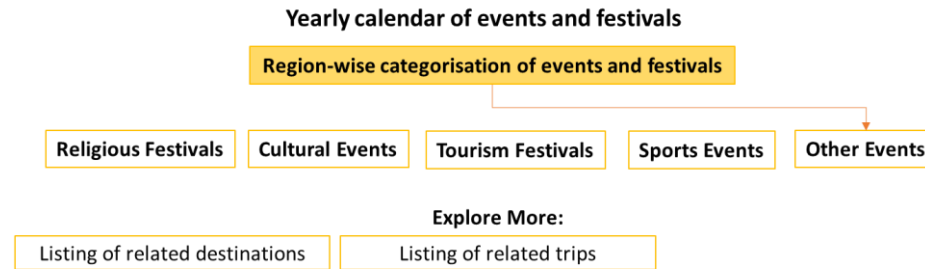 Yearly calendar of events and festivals
Region-wise categorisation of events and festivals
Religious Festivals
Cultural Events
Tourism Festivals
Sports Events
Other Events
Explore More:
Listing of related destinations
Listing of related trips